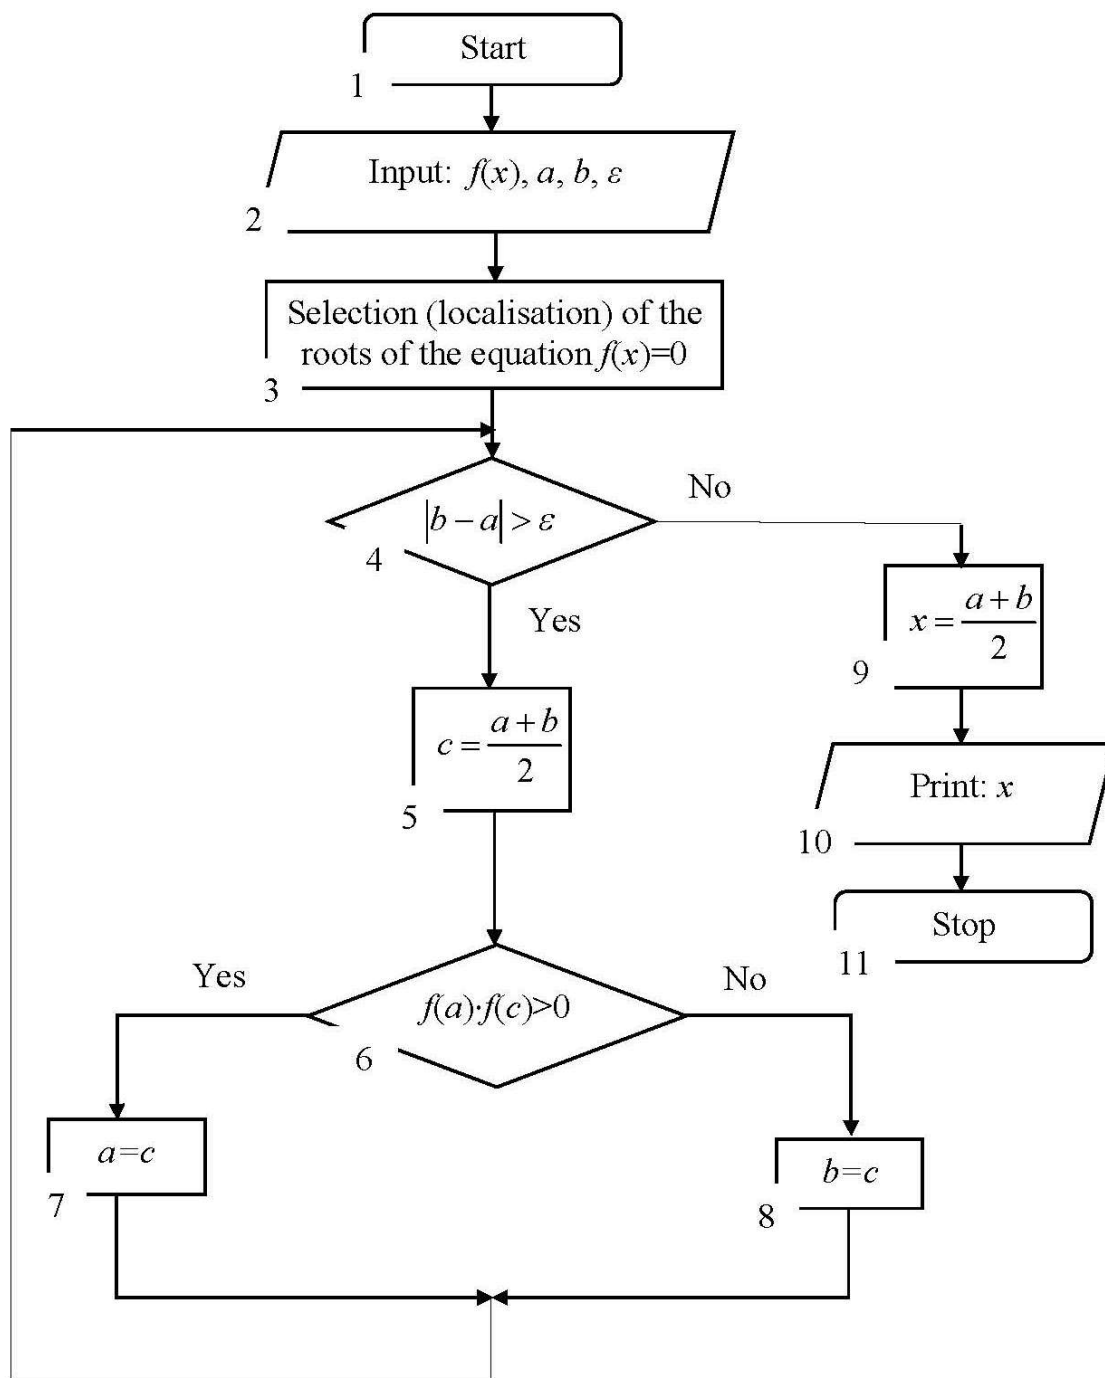 Start
1
Input: f(x), a, b, ε
2
Selection (localisation) of the
roots of the equation f(x)=0
3
|b − a| > ε
4
No
Yes
x = (a + b)/2
9
c = (a + b)/2
5
Print: x
10
Stop
11
Yes
f(a)·f(c)>0
No
6
a=c
7
b=c
8